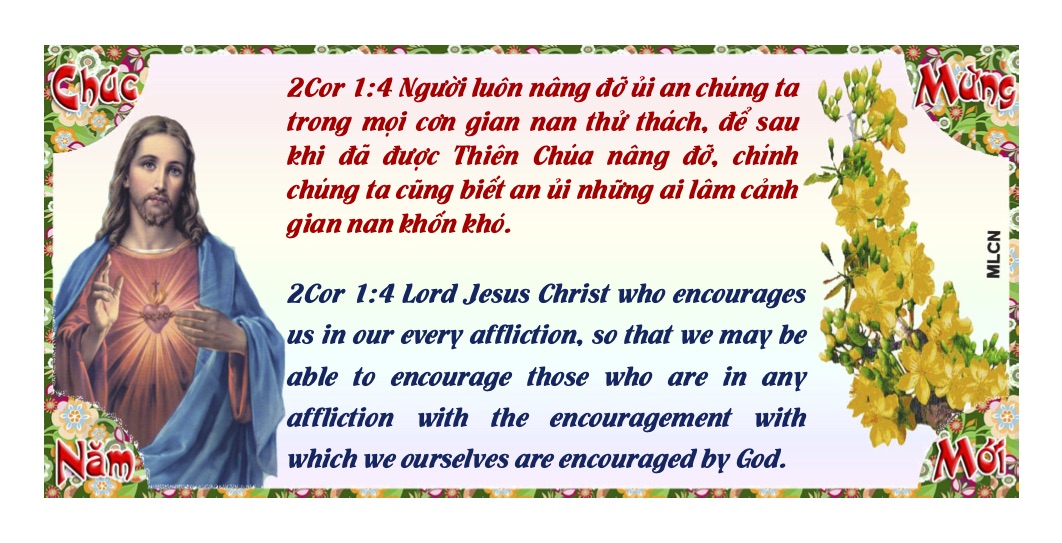 Chúc
Mừng
2Cor 1:4 Người luôn nâng đỡ ủi an chúng ta
trong mọi cơn gian nan thử thách, để sau
khi đã được Thiên Chúa nâng đỡ, chính
chúng ta cũng biết an ủi những ai lâm cảnh
gian nan khốn khó.
MLCN
2Cor 1:4 Lord Jesus Christ who encourages
us in our every affliction, so that we may be
able to encourage those who are in any
affliction with the encouragement with
which we ourselves are encouraged by God.
Năm
Mới